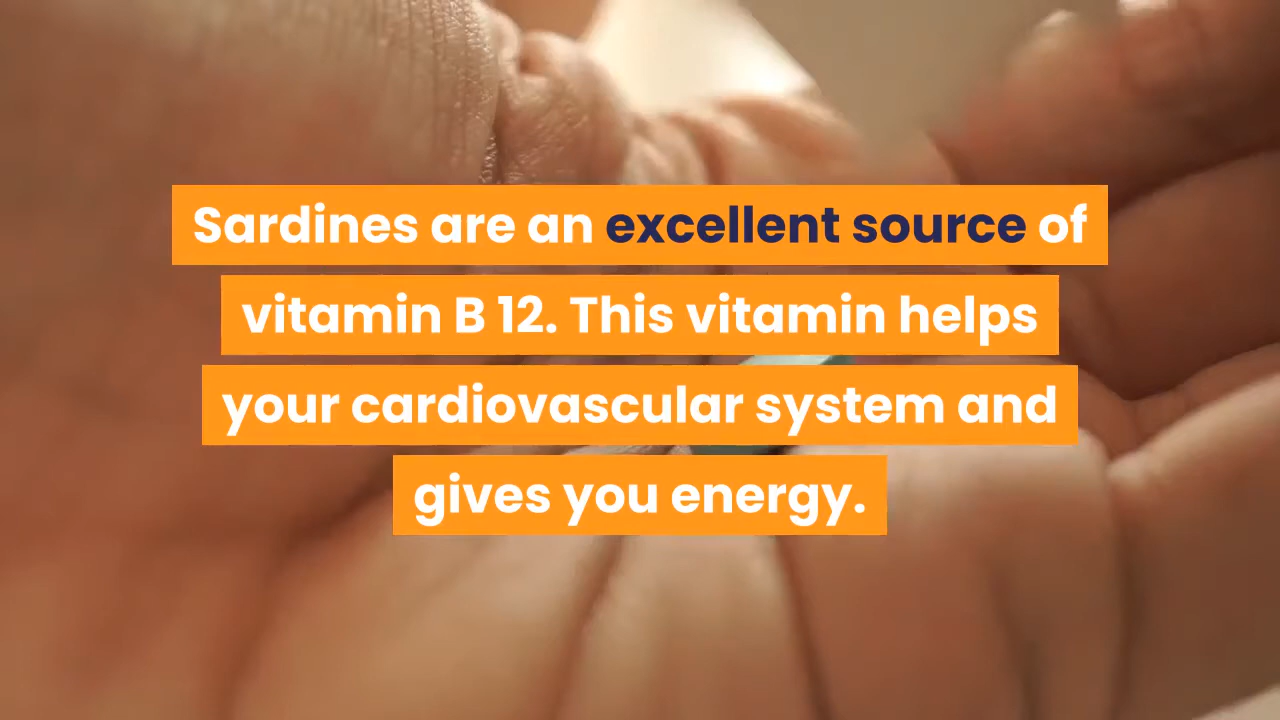 Sardines are an excellent source of
vitamin B 12. This vitamin helps
your cardiovascular system and
gives you energy.